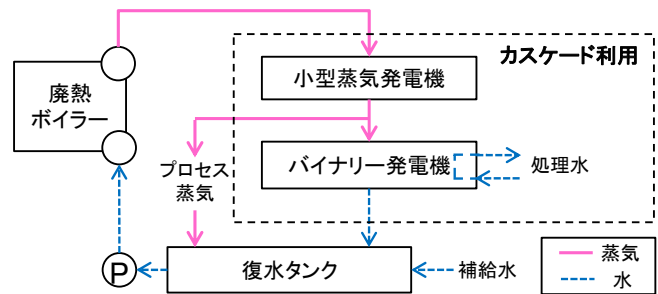 カスケード利用
小型蒸気発電機
廃熱
ボイラー
バイナリー発電機
処理水
プロセス
蒸気
P
復水タンク
補給水
蒸気
水